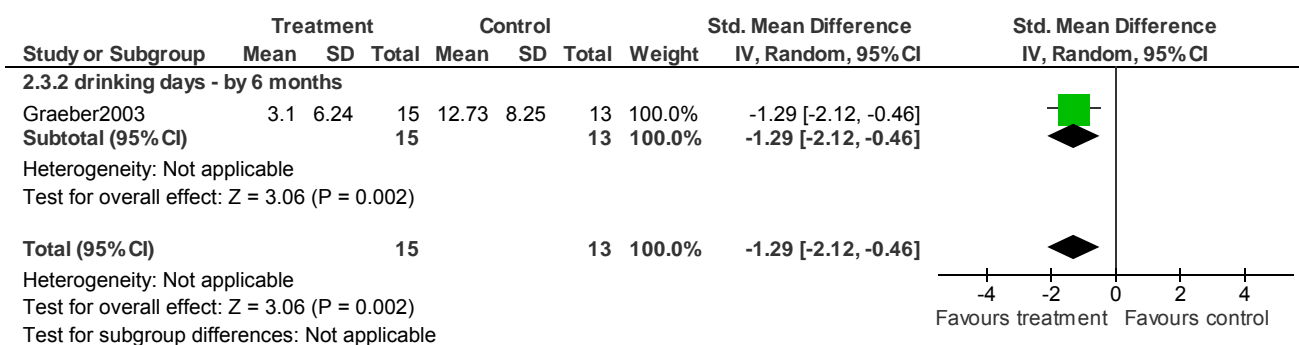 Treatment Control Std. Mean Difference Std. Mean Difference
Study or Subgroup Mean SD Total Mean SD Total Weight IV, Random, 95% CI IV, Random, 95% CI
2.3.2 drinking days - by 6 months
Graeber2003 3.1 6.24 15 12.73 8.25 13 100.0% -1.29 [-2.12, -0.46]
Subtotal (95% CI) 15 13 100.0% -1.29 [-2.12, -0.46]
Heterogeneity: Not applicable
Test for overall effect: Z = 3.06 (P = 0.002)
Total (95% CI) 15 13 100.0% -1.29 [-2.12, -0.46]
Heterogeneity: Not applicable
Test for overall effect: Z = 3.06 (P = 0.002)
Test for subgroup differences: Not applicable
-4 -2 0 2 4
Favours treatment Favours control